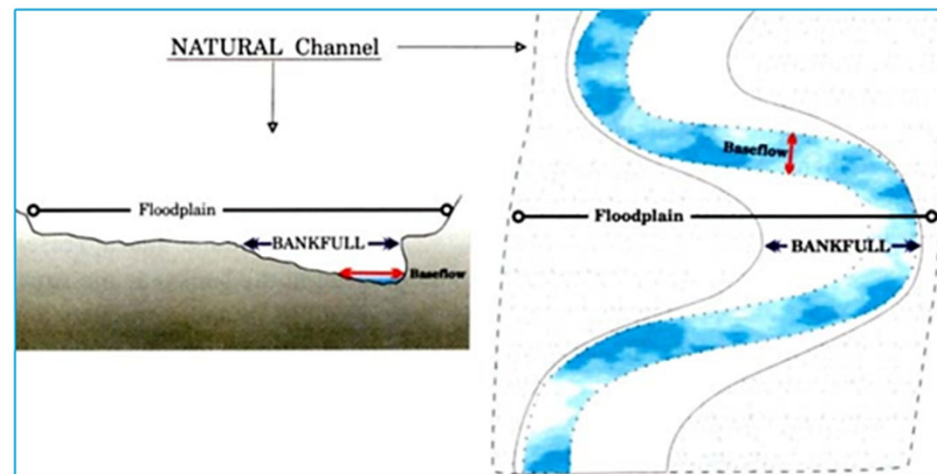 NATURAL Channel
Floodplain
BANKFULL
Baseflow
Baseflow
Floodplain
BANKFULL